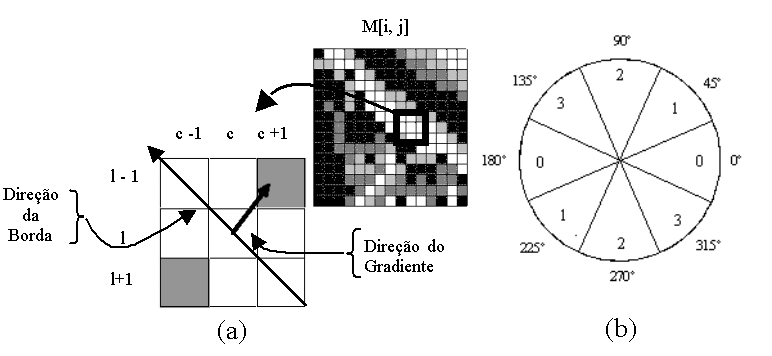 M[i, j]
c -1 c c +1
l - 1
l
l+1
Direção
da
Borda
Direção do
Gradiente
(a)
90°
135° 45°
2
3 1
180° 0 0 0°
1 3
2
225° 315°
270°
(b)